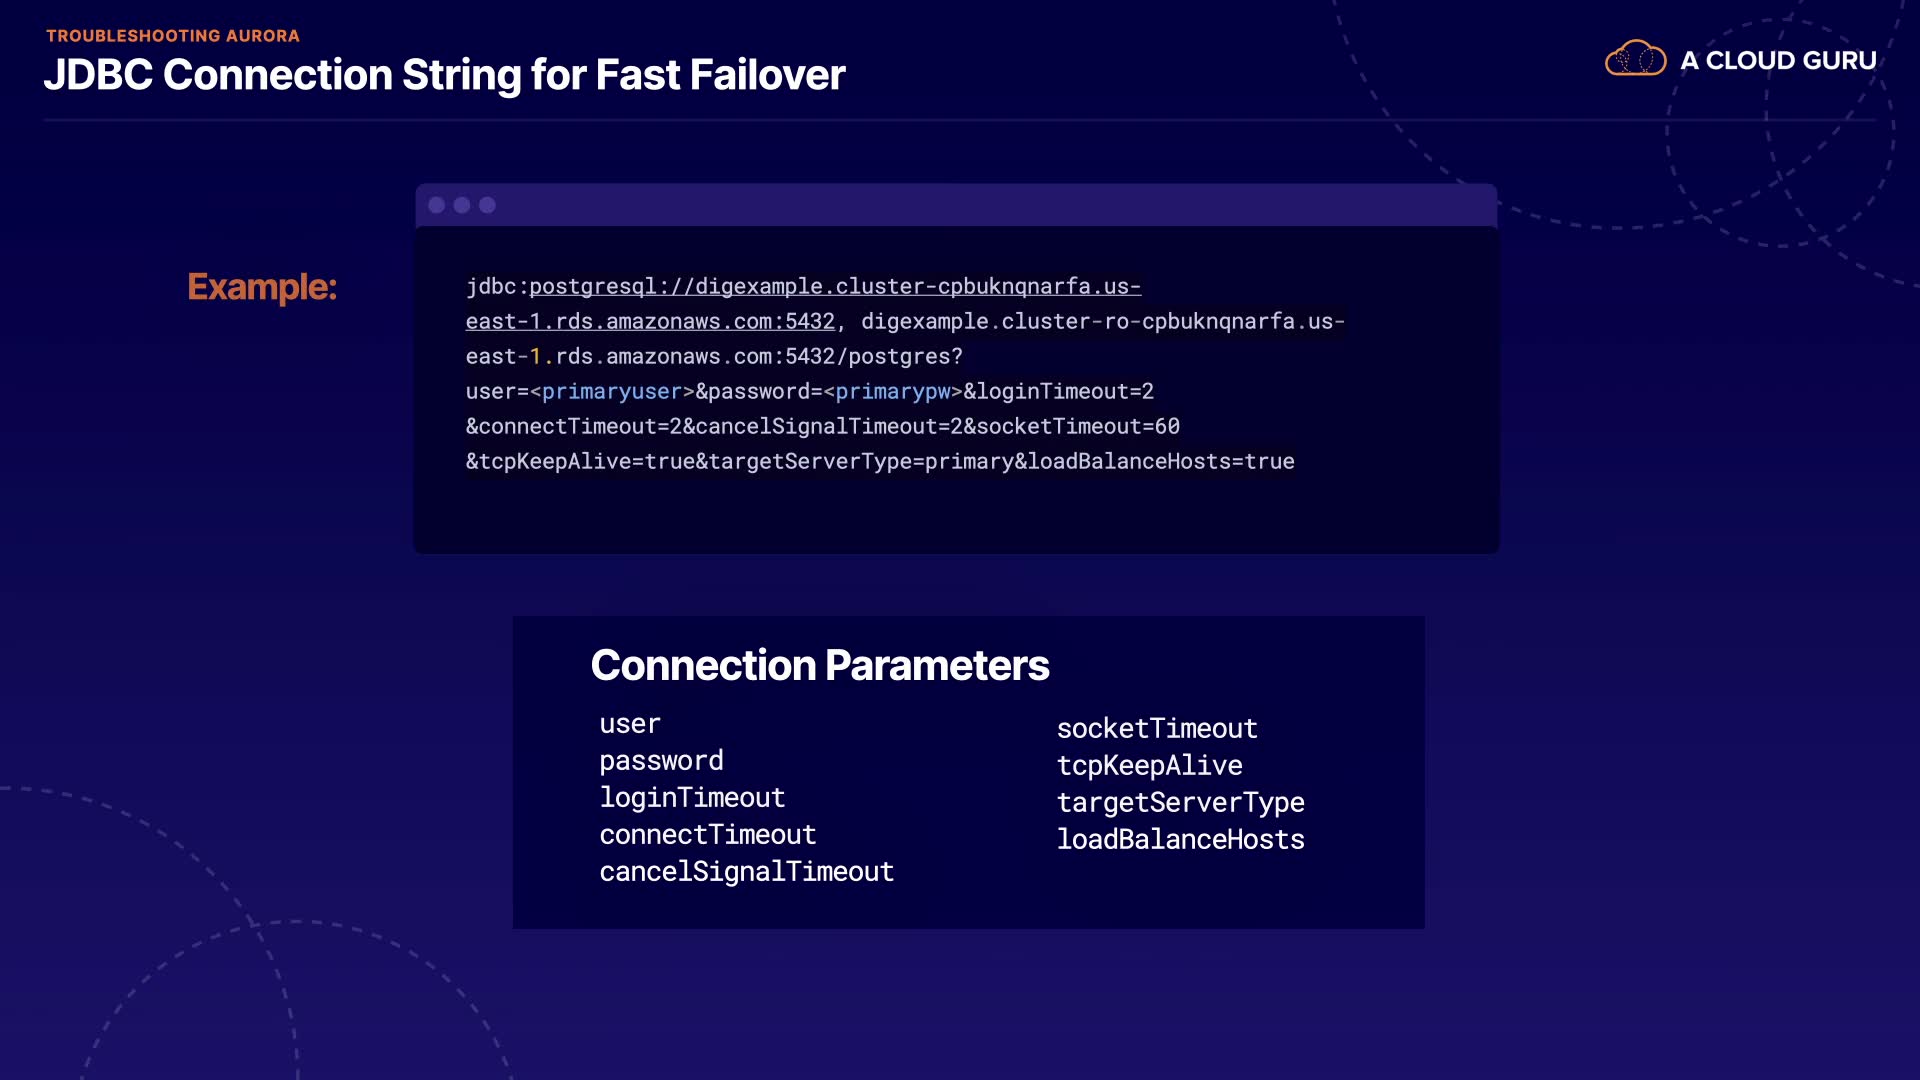 TROUBLESHOOTING AURORA
JDBC Connection String for Fast Failover
A CLOUD GURU
Example:
jdbc:postgresql://digexample.cluster-cpbuknqnarfa.us-
east-1.rds.amazonaws.com:5432, digexample.cluster-ro-cpbuknqnarfa.us-
east-1.rds.amazonaws.com:5432/postgres?
user=<primaryuser>&password=<primarypw>&loginTimeout=2
&connectTimeout=2&cancelSignalTimeout=2&socketTimeout=60
&tcpKeepAlive=true&targetServerType=primary&loadBalanceHosts=true
Connection Parameters
user
password
loginTimeout
connectTimeout
cancelSignalTimeout
socketTimeout
tcpKeepAlive
targetServerType
loadBalanceHosts